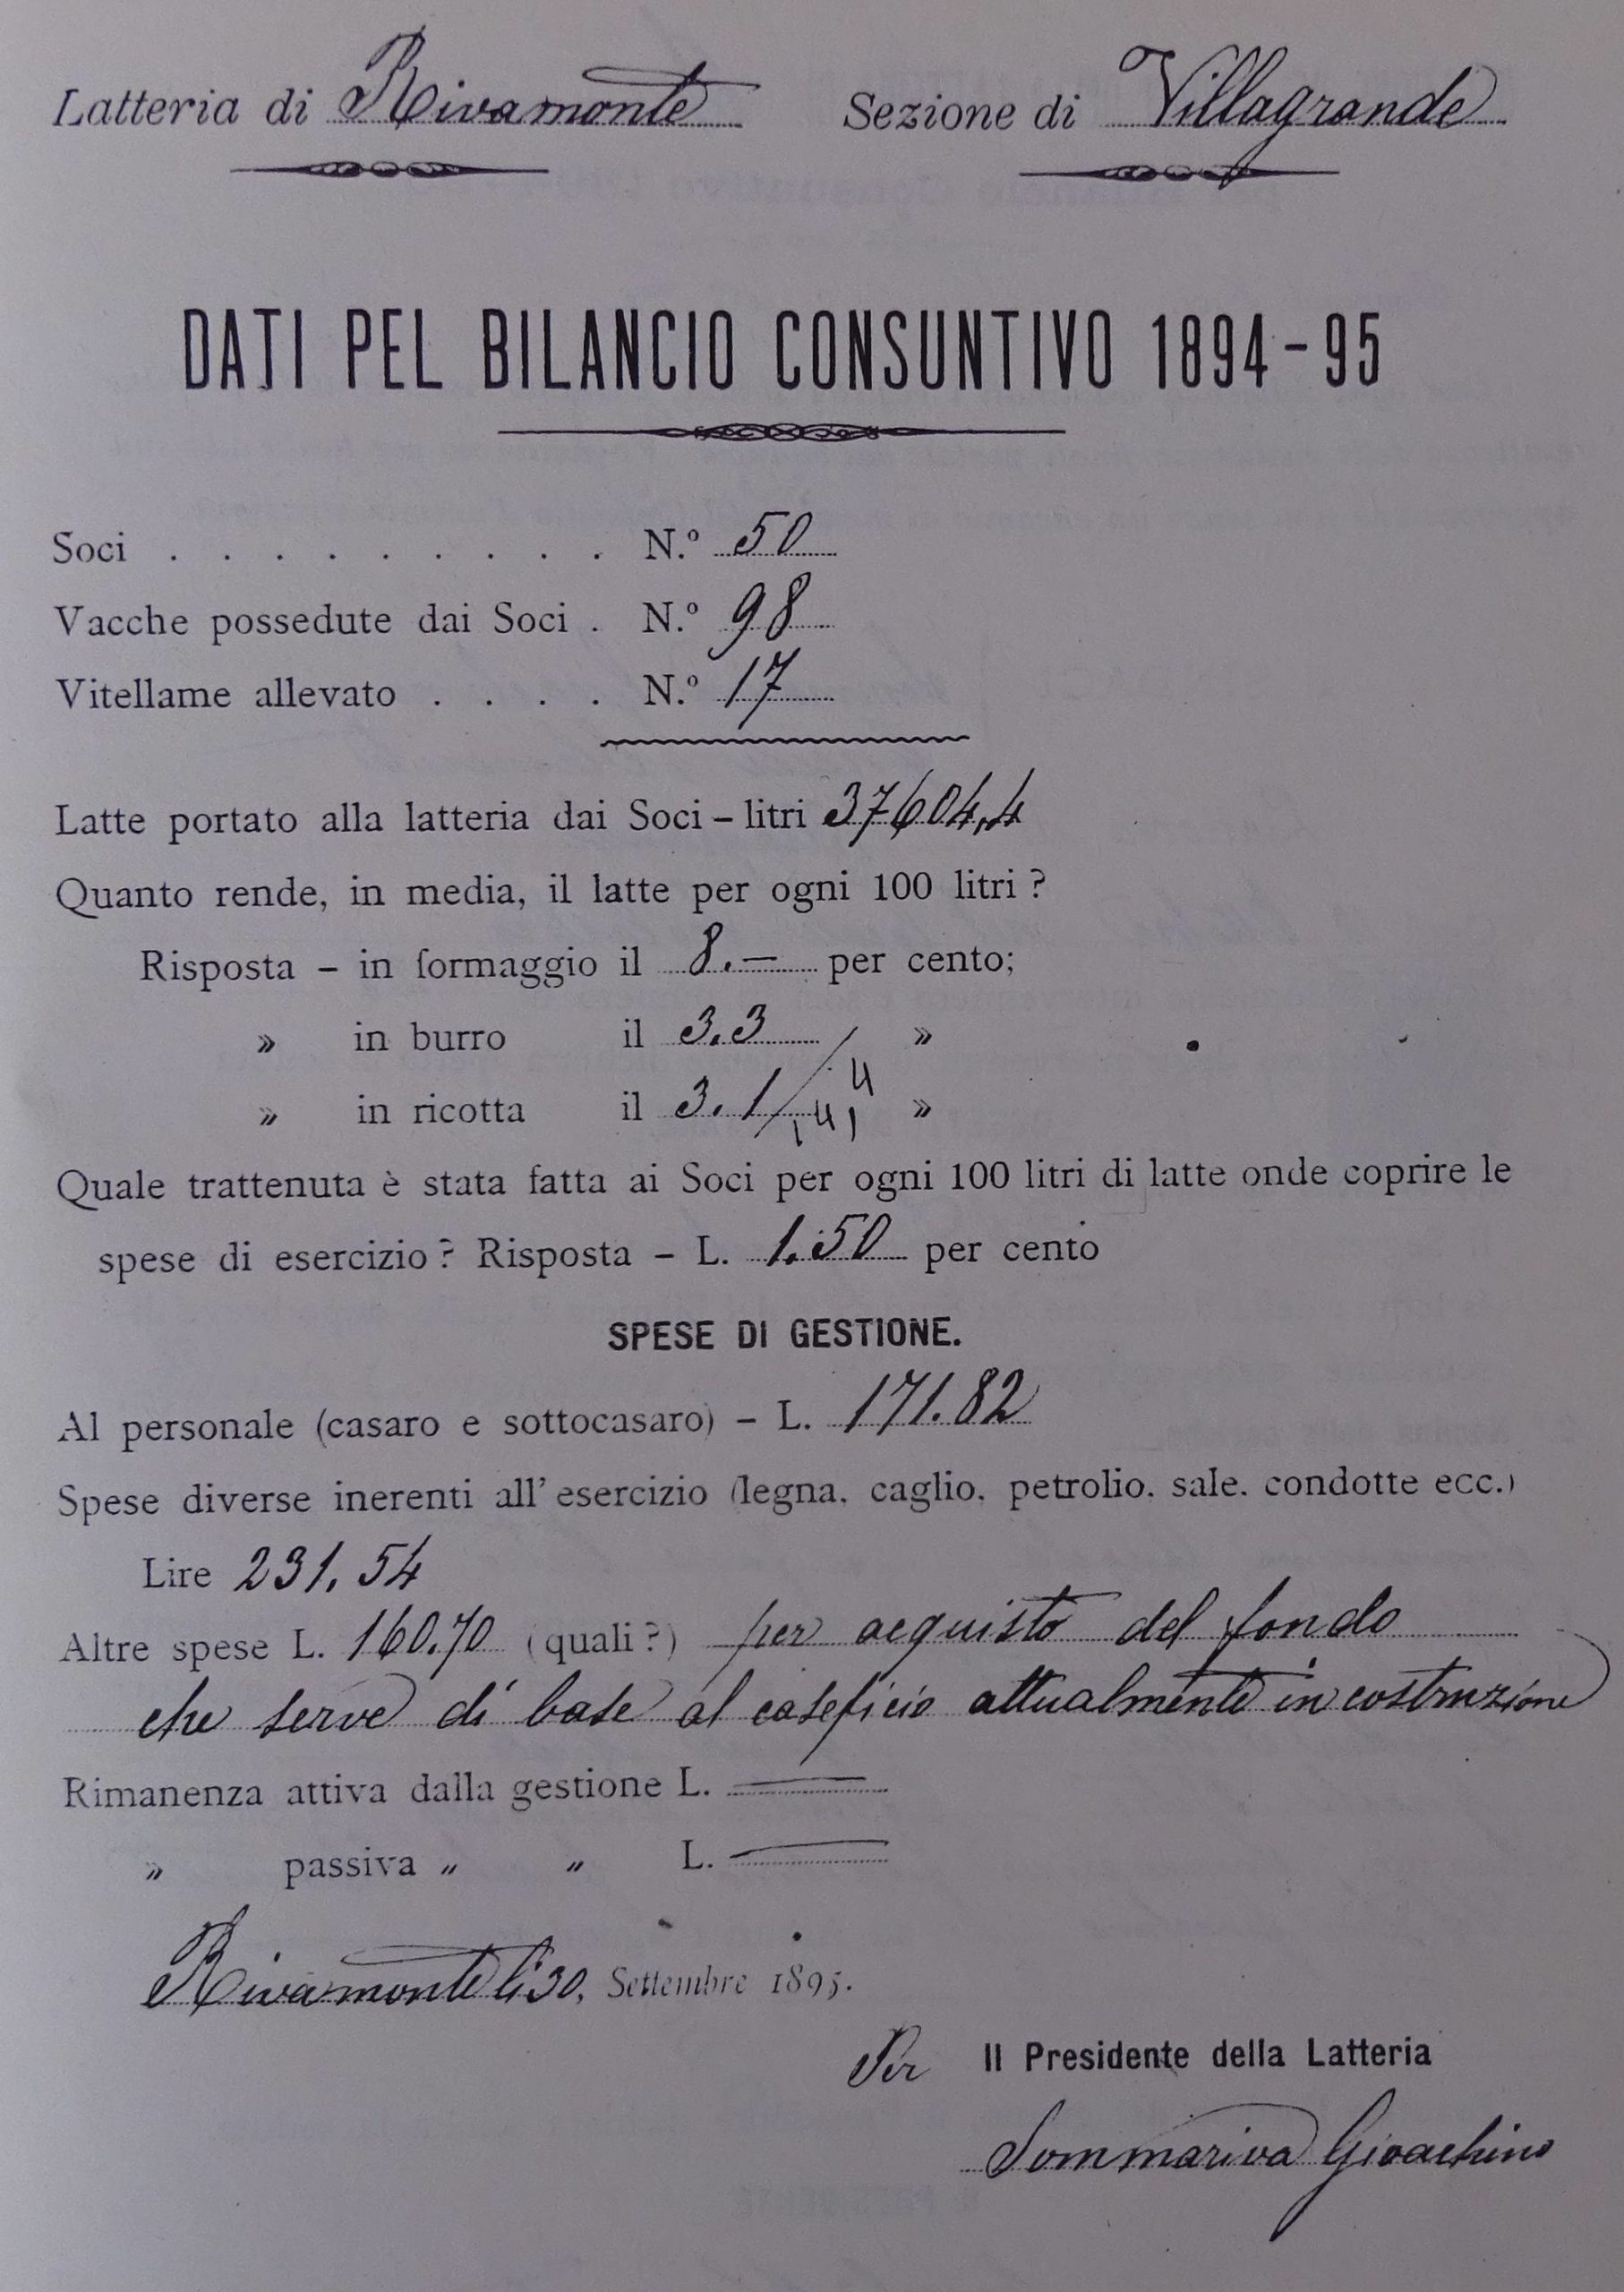 Latteria di Rivamonte Sezione di Villagrande
DATI PEL BILANCIO CONSUNTIVO 1894-95
Soci . . . . . . . . . N.º 50
Vacche possedute dai Soci . N.º 98
Vitellame allevato . . . . N.º 17
Latte portato alla latteria dai Soci – litri 37604,4
Quanto rende, in media, il latte per ogni 100 litri ?
Risposta – in formaggio il 8.— per cento;
» in burro il 3.3 »
» in ricotta il 3.1 »
Quale trattenuta è stata fatta ai Soci per ogni 100 litri di latte onde coprire le
spese di esercizio ? Risposta – L. 1.50 per cento
SPESE DI GESTIONE.
Al personale (casaro e sottocasaro) – L. 171.82
Spese diverse inerenti all' esercizio (legna, caglio, petrolio, sale, condotte ecc.)
Lire 231.54
Altre spese L. 160.70 (quali ?) per acquisto del fondo
che serve di base al caseficio attualmente in costruzione
Rimanenza attiva dalla gestione L. —
» passiva „ „ L. —
Rivamonte li 30, Settembre 1895.
Per Il Presidente della Latteria
Sommariva Gioachino